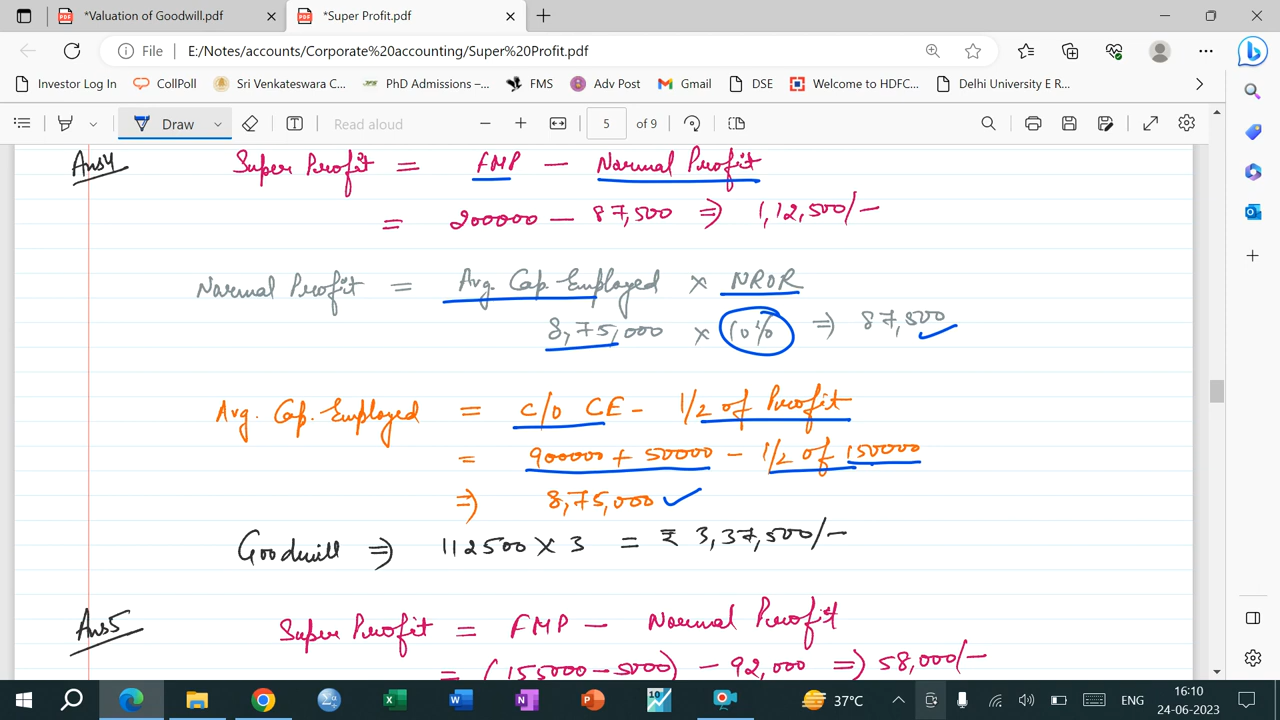 *Valuation of Goodwill.pdf
*Super Profit.pdf
File E:/Notes/accounts/Corporate%20accounting/Super%20Profit.pdf
Investor Log In CollPoll Sri Venkateswara C... PhD Admissions –... FMS Adv Post Gmail DSE Welcome to HDFC... Delhi University E R...
Draw Read aloud 5 of 9
Ans4 Super Profit = FMP – Normal Profit
= 200000 – 87,500 ⇒ 1,12,500/-
Normal Profit = Avg. Cap. Employed × NROR
8,75,000 × 10% ⇒ 87,500
Avg. Cap. Employed = C/O CE – 1/2 of Profit
= 900000 + 50000 – 1/2 of 150000
⇒ 8,75,000
Goodwill ⇒ 112500 × 3 = ₹ 3,37,500/-
Ans5 Super Profit = FMP – Normal Profit
= (155000 – 5000) – 92,000 ⇒ 58,000/-
37°C ENG 16:10
24-06-2023